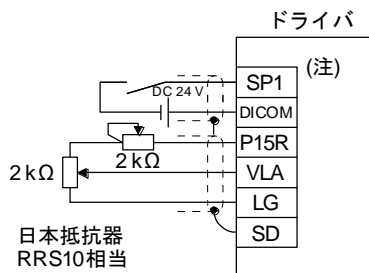 ドライバ
(注)
SP1
DC 24 V
DICOM
P15R
2 kΩ
2 kΩ
VLA
LG
SD
日本抵抗器
RRS10相当